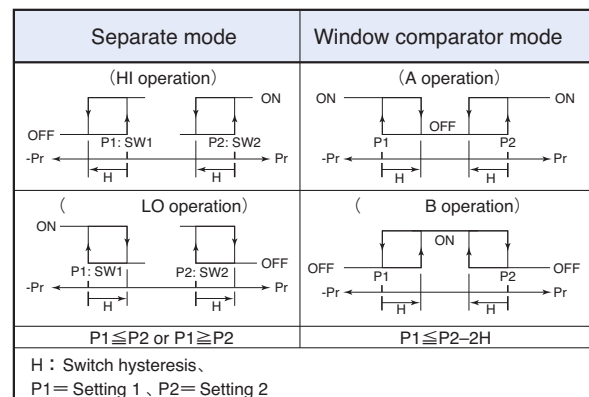 Separate mode
Window comparator mode
(HI operation)
ON
OFF
P1: SW1
P2: SW2
-Pr
Pr
H
H
(A operation)
ON
ON
OFF
P1
P2
-Pr
Pr
H
H
( LO operation)
ON
P1: SW1
P2: SW2
OFF
-Pr
Pr
H
H
( B operation)
ON
OFF
OFF
P1
P2
-Pr
Pr
H
H
P1≦P2 or P1≧P2
P1≦P2–2H
H：Switch hysteresis、
P1＝ Setting 1 、P2＝ Setting 2